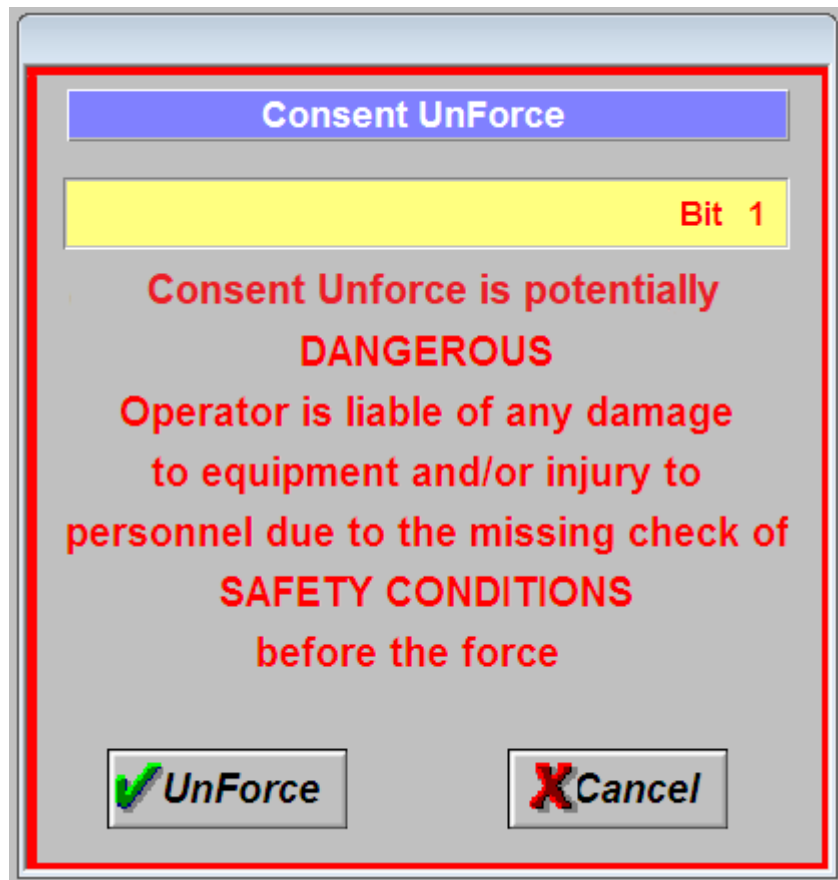 Consent UnForce
Bit 1
Consent Unforce is potentially
DANGEROUS
Operator is liable of any damage
to equipment and/or injury to
personnel due to the missing check of
SAFETY CONDITIONS
before the force
UnForce
Cancel